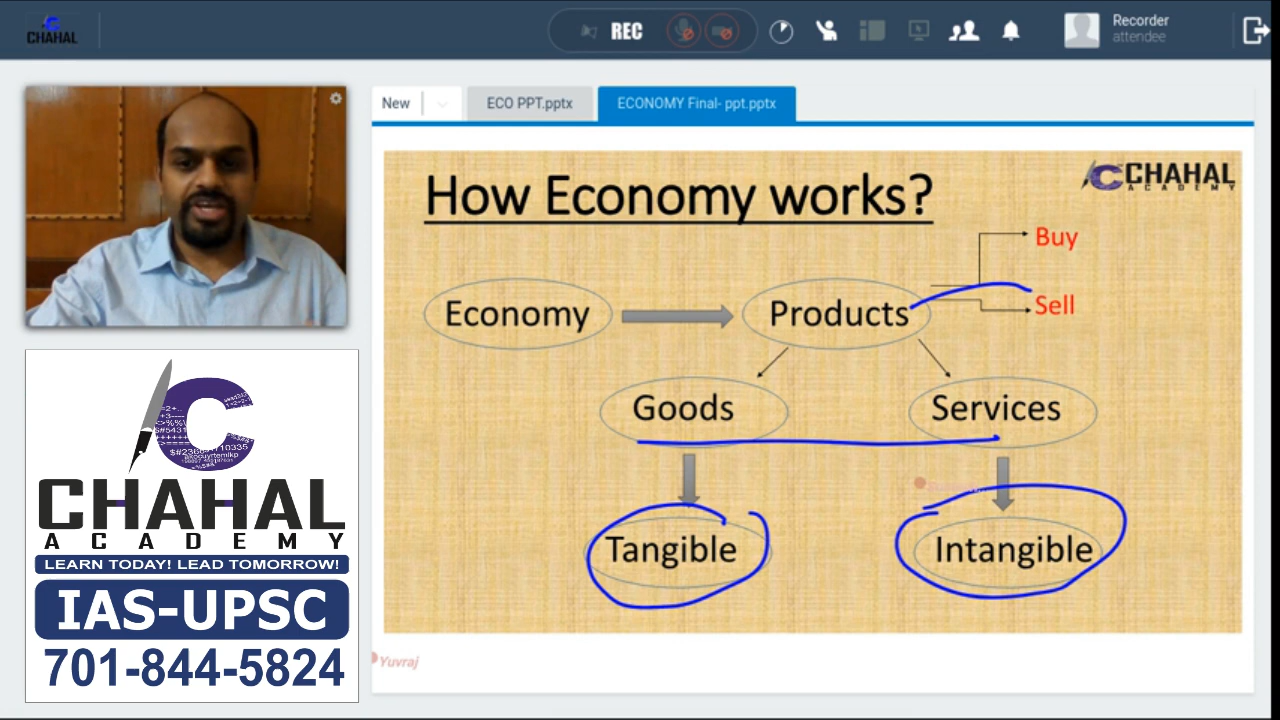 CHAHAL
REC
Recorder
attendee
New
ECO PPT.pptx
ECONOMY Final- ppt.pptx
How Economy works?
CHAHAL
ACADEMY
Buy
Economy
Products
Sell
Goods
Services
Tangible
Intangible
Yuvraj
CHAHAL
ACADEMY
LEARN TODAY! LEAD TOMORROW!
IAS-UPSC
701-844-5824